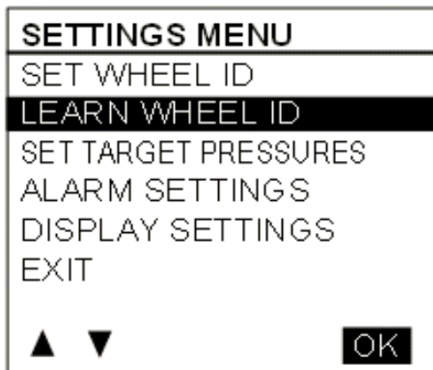 SETTINGS MENU
SET WHEEL ID
LEARN WHEEL ID
SET TARGET PRESSURES
ALARM SETTINGS
DISPLAY SETTINGS
EXIT
▲ ▼ OK